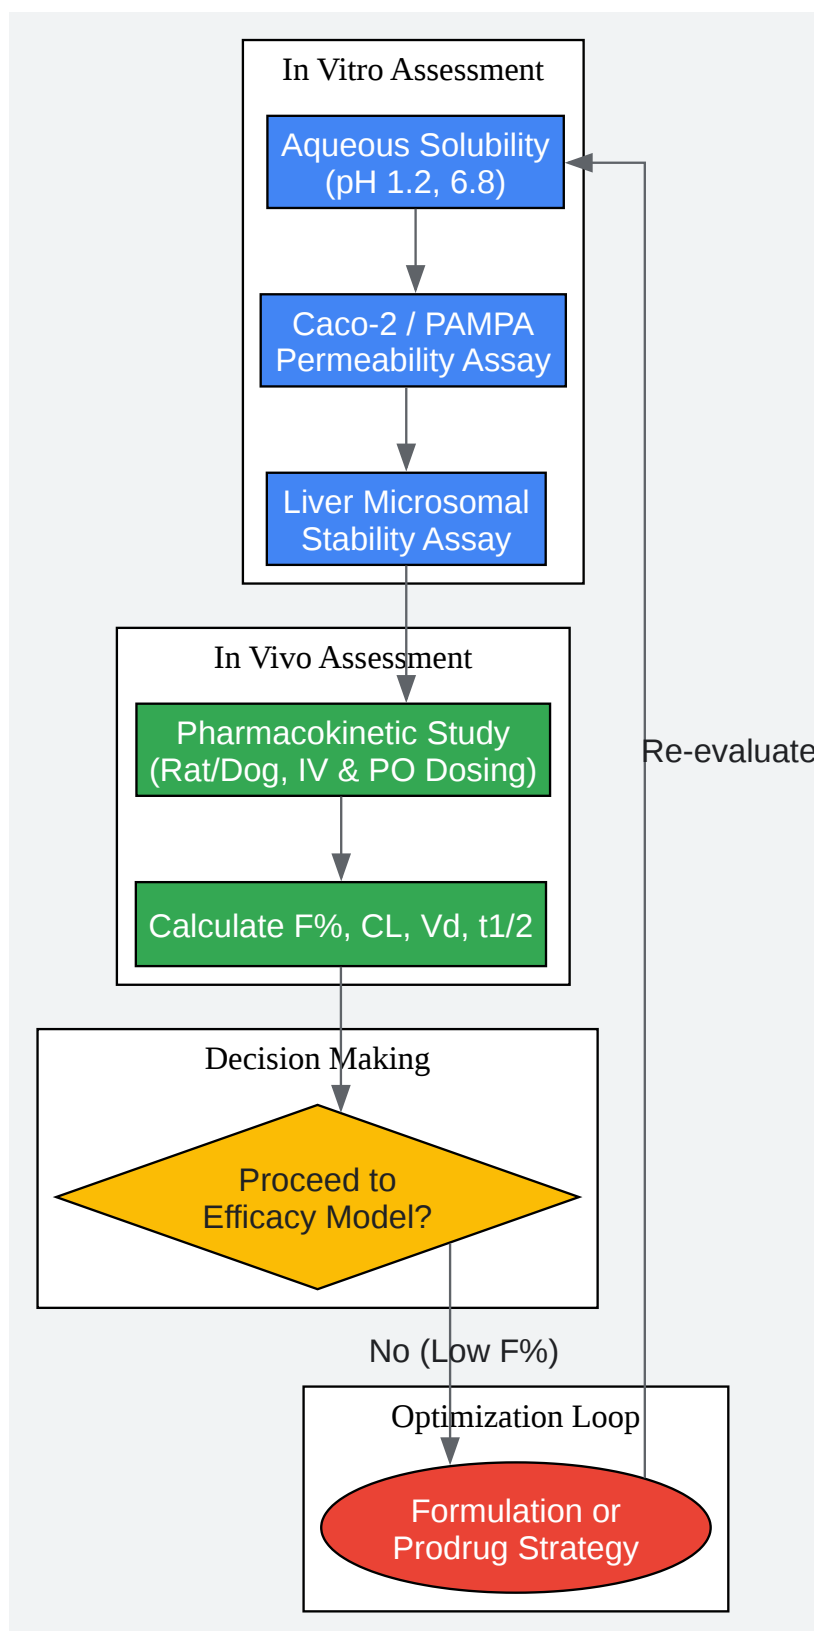 In Vitro Assessment
Aqueous Solubility
(pH 1.2, 6.8)
Caco-2 / PAMPA
Permeability Assay
Liver Microsomal
Stability Assay
In Vivo Assessment
Pharmacokinetic Study
(Rat/Dog, IV & PO Dosing)
Re-evaluate
Calculate F%, CL, Vd, t1/2
Decision Making
Proceed to
Efficacy Model?
No (Low F%)
Optimization Loop
Formulation or
Prodrug Strategy